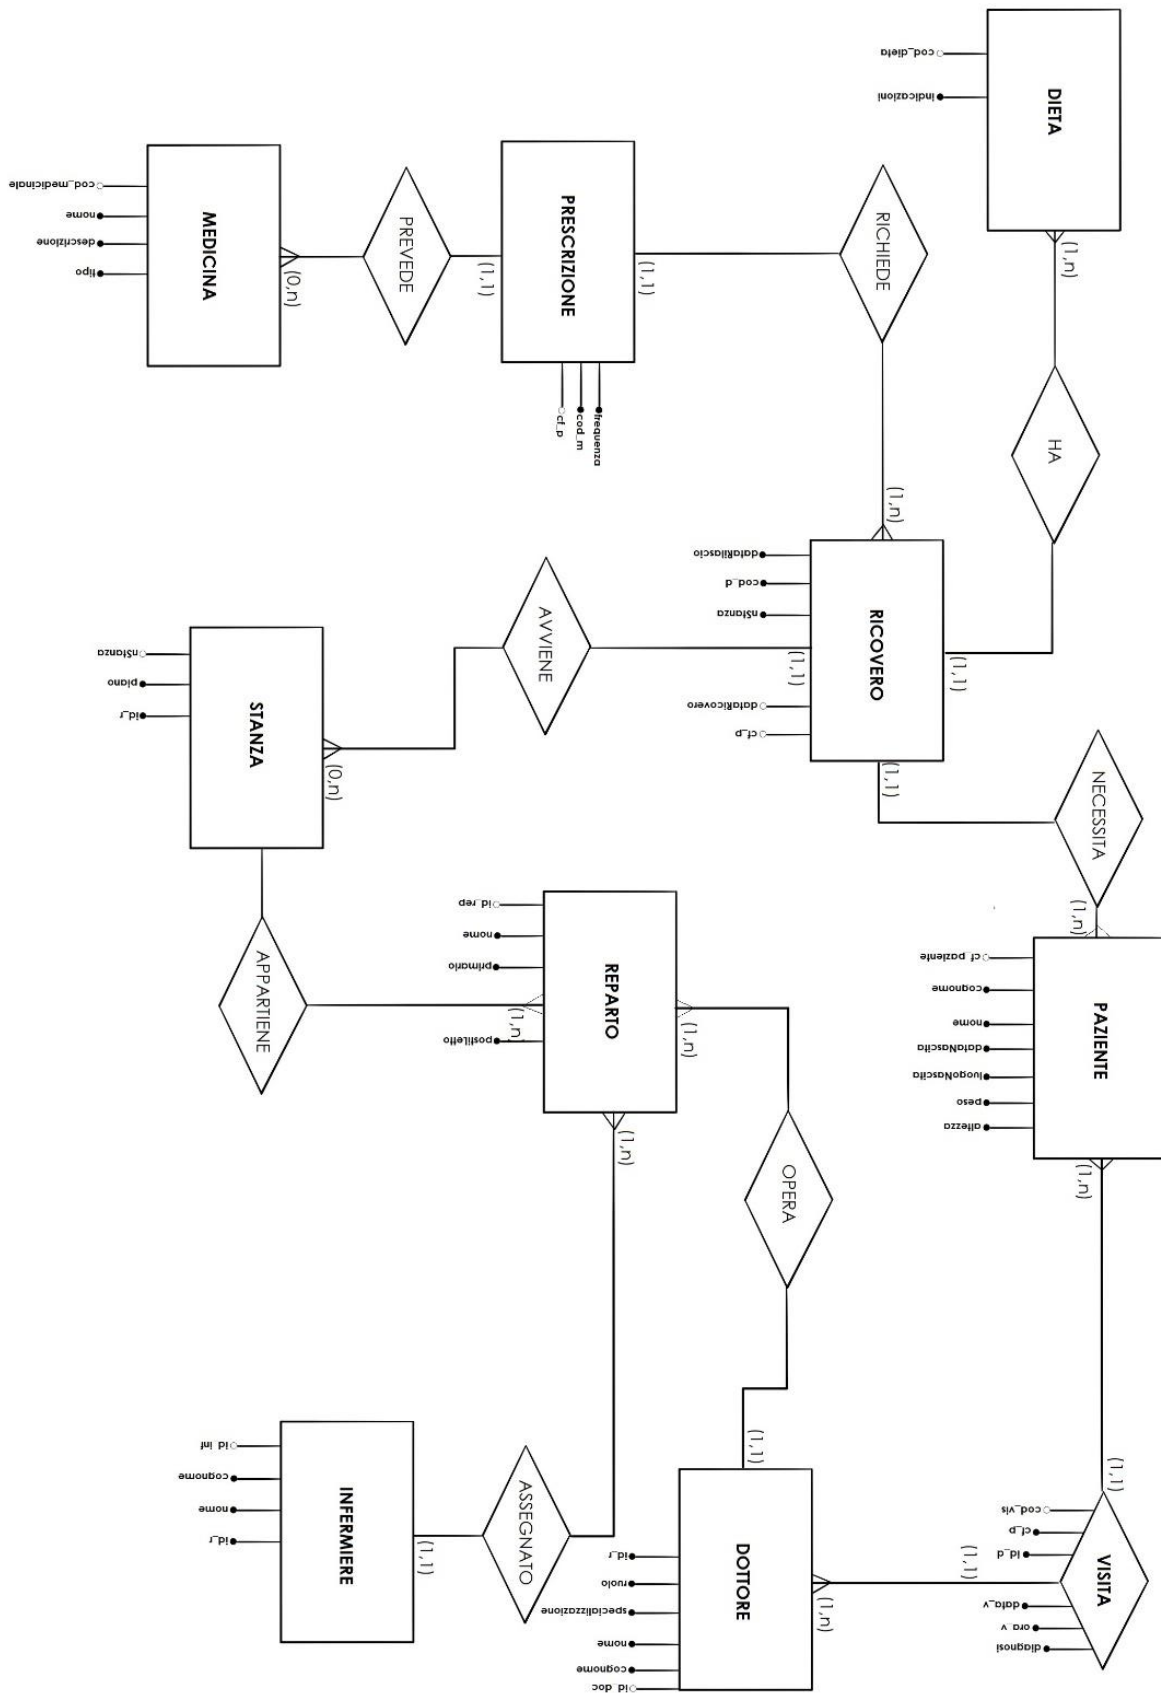 DIETA
cod_dieta
indicazioni
(1,n)
HA
(1,1)
MEDICINA
cod_medicinale
nome
descrizione
tipo
(0,n)
PREVEDE
(1,1)
PRESCRIZIONE
frequenza
cod_m
cf_p
(1,1)
RICHIEDE
(1,n)
RICOVERO
dataRilascio
cod_d
nStanza
dataRicovero
cf_p
(1,1)
AVVIENE
(0,n)
STANZA
nStanza
piano
id_r
(1,1)
NECESSITA
(1,n)
PAZIENTE
cf_paziente
cognome
nome
dataNascita
luogoNascita
peso
altezza
(1,n)
APPARTIENE
(1,n)
REPARTO
id_rep
nome
primario
postiLetto
(1,n)
OPERA
(1,1)
(1,n)
ASSEGNATO
(1,1)
INFERMIERE
id_inf
cognome
nome
id_r
DOTTORE
id_r
ruolo
specializzazione
nome
cognome
id_doc
(1,n)
(1,1)
(1,1)
VISITA
cod_vis
cf_p
id_d
data_v
ora_v
diagnosi